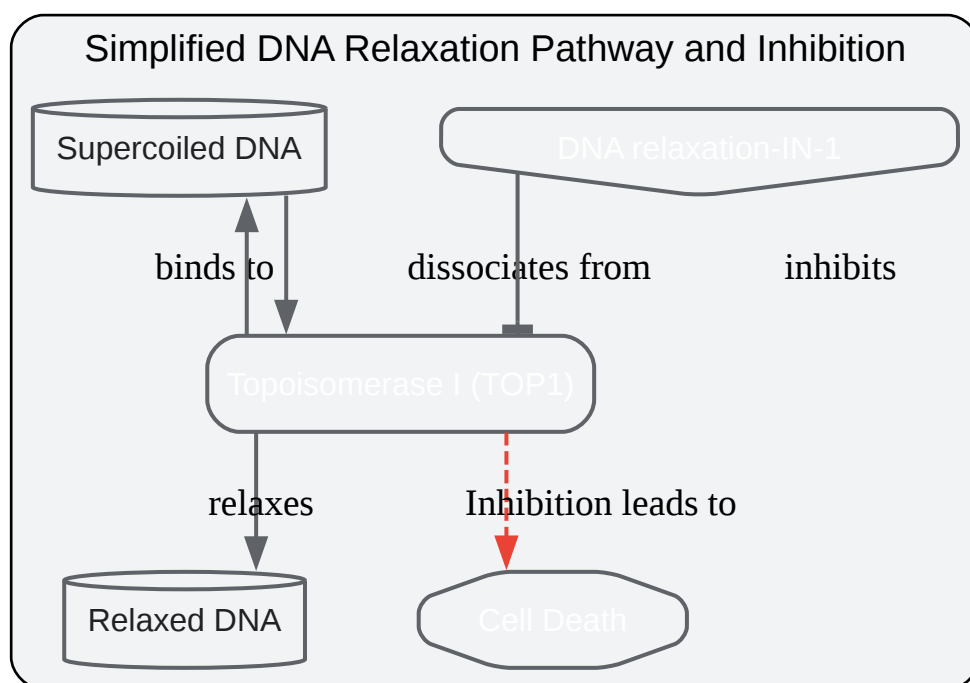 Simplified DNA Relaxation Pathway and Inhibition
Supercoiled DNA
DNA relaxation-IN-1
binds to
dissociates from
inhibits
Topoisomerase I (TOP1)
relaxes
Inhibition leads to
Relaxed DNA
Cell Death